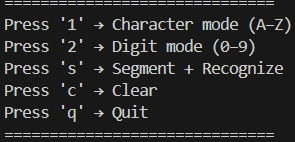 ==============================
Press '1' → Character mode (A–Z)
Press '2' → Digit mode (0–9)
Press 's' → Segment + Recognize
Press 'c' → Clear
Press 'q' → Quit
==============================